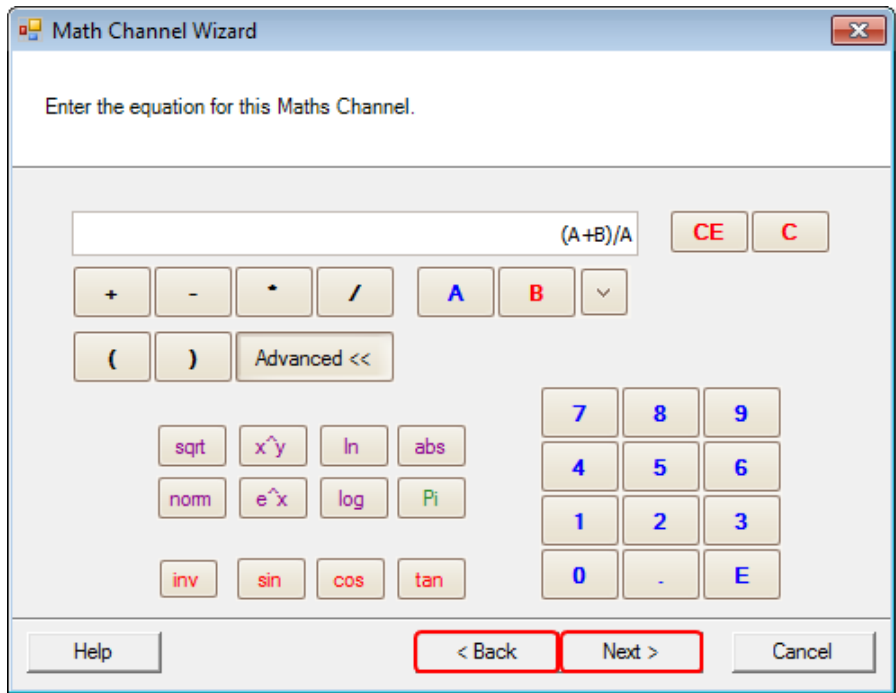 Math Channel Wizard
Enter the equation for this Maths Channel.
(A+B)/A CE C
+ - * / A B
( ) Advanced <<
7 8 9
sqrt x^y ln abs
4 5 6
norm e^x log Pi
1 2 3
inv sin cos tan
0 . E
Help < Back Next > Cancel